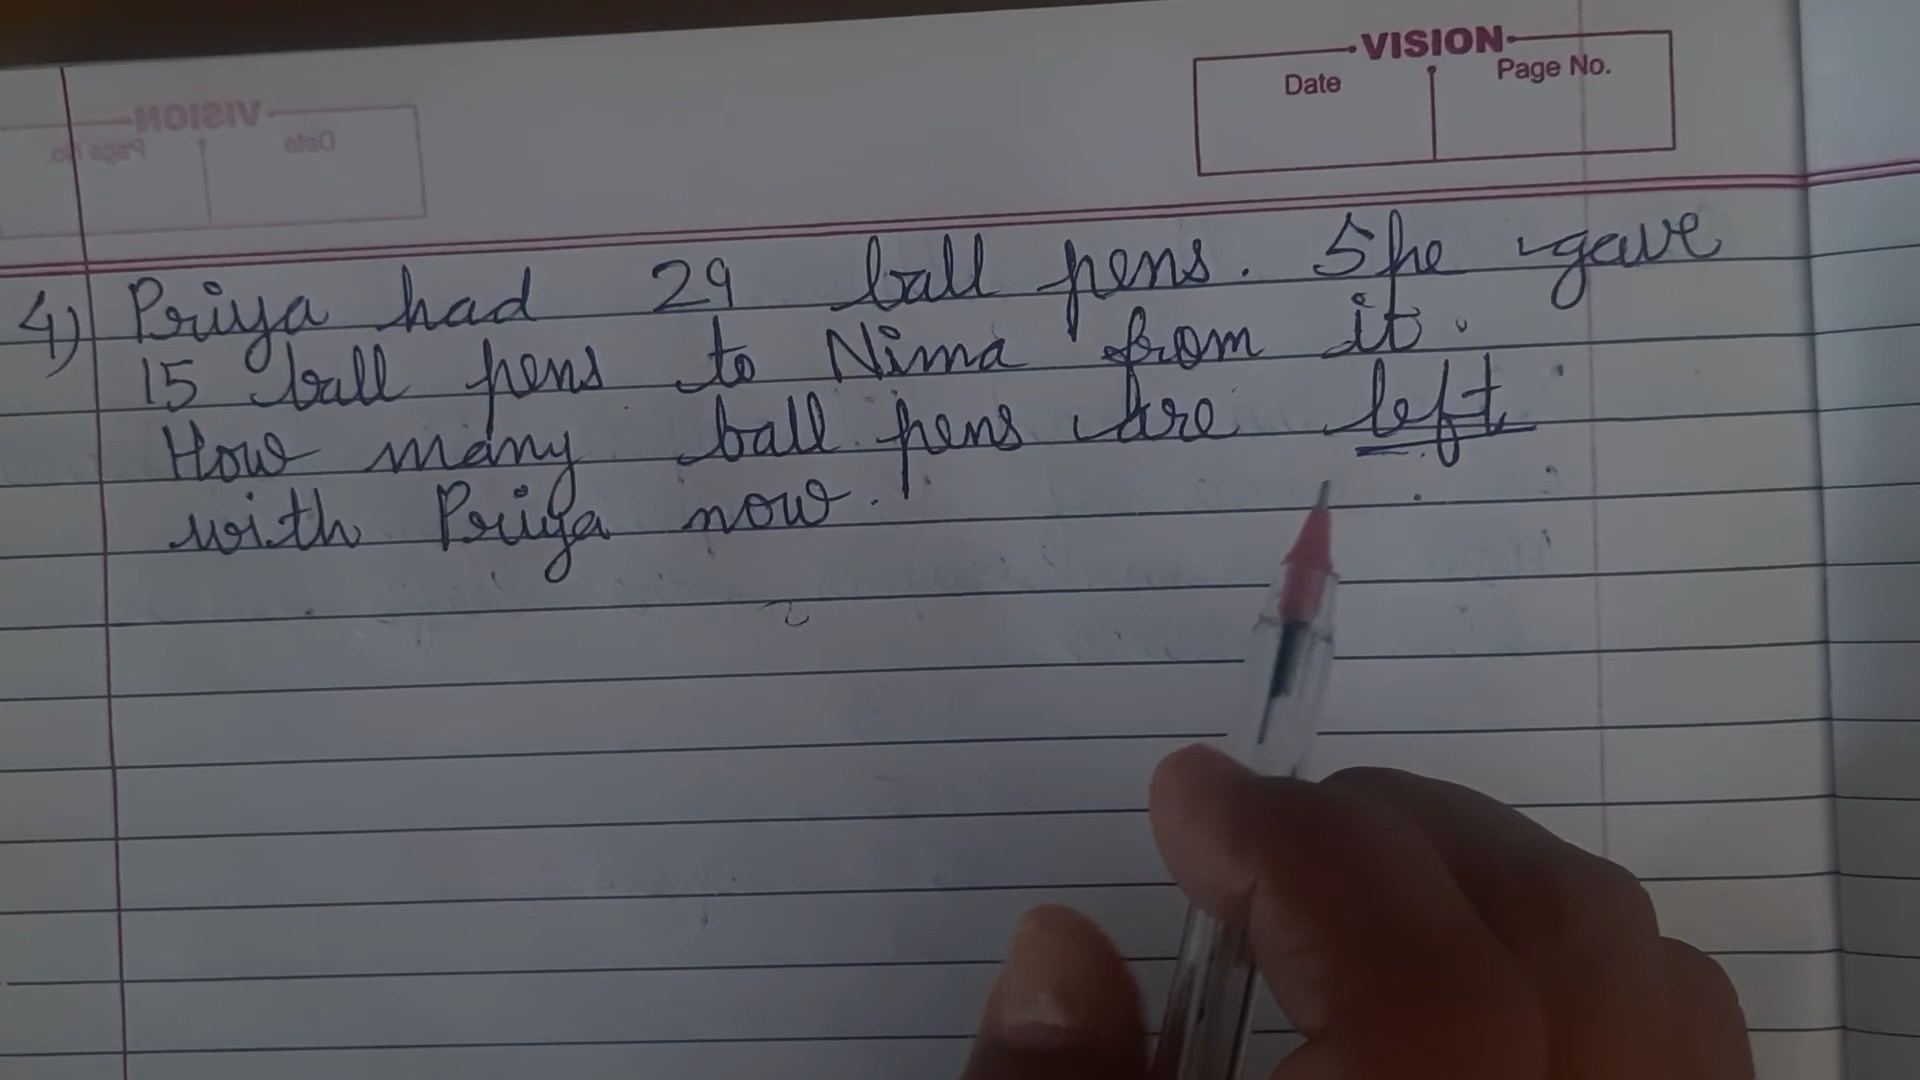 VISION
Date Page No.
4) Priya had 29 ball pens. She gave
15 ball pens to Nima from it.
How many ball pens are left
with Priya now.